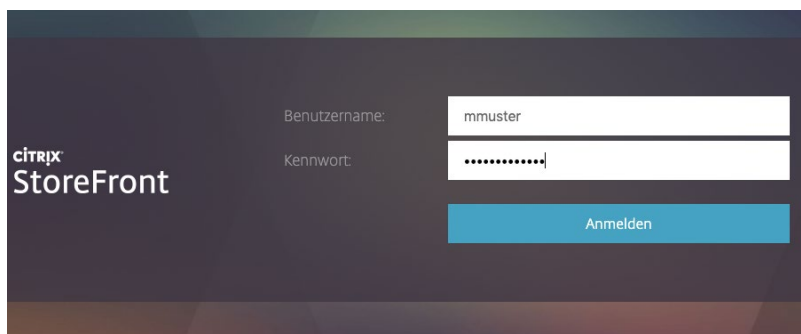 Benutzername:
mmuster
citrix
StoreFront
Kennwort:
•••••••••••••
Anmelden